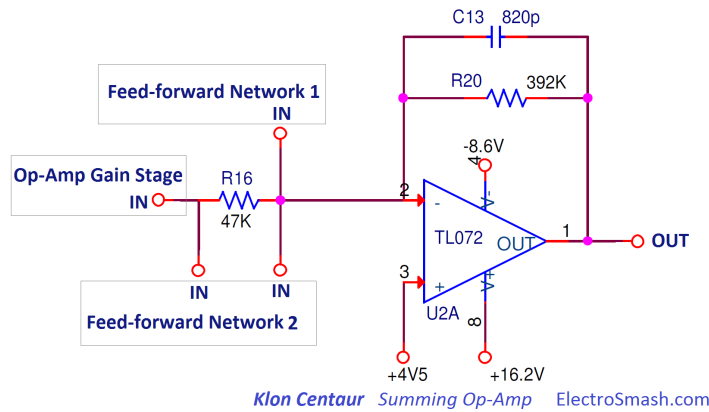 C13 820p
R20 392K
Feed-forward Network 1
IN
-8.6V
4
Op-Amp Gain Stage
IN
R16
47K
2
-
V-
TL072
OUT
1
OUT
3
+
V+
IN
IN
Feed-forward Network 2
U2A
8
+4V5
+16.2V
Klon Centaur Summing Op-Amp ElectroSmash.com